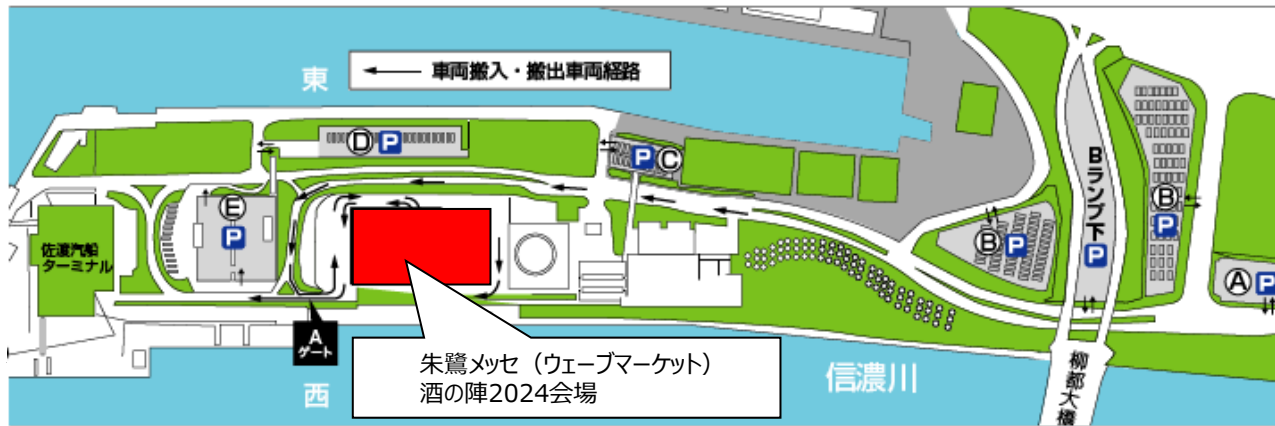 東
車両搬入・搬出車両経路
D P
P C
E
P
佐渡汽船
ターミナル
B P
Bランプ下
P
B
P
A P
A
ゲート
西
朱鷺メッセ（ウェーブマーケット）
酒の陣2024会場
信濃川
柳都大橋